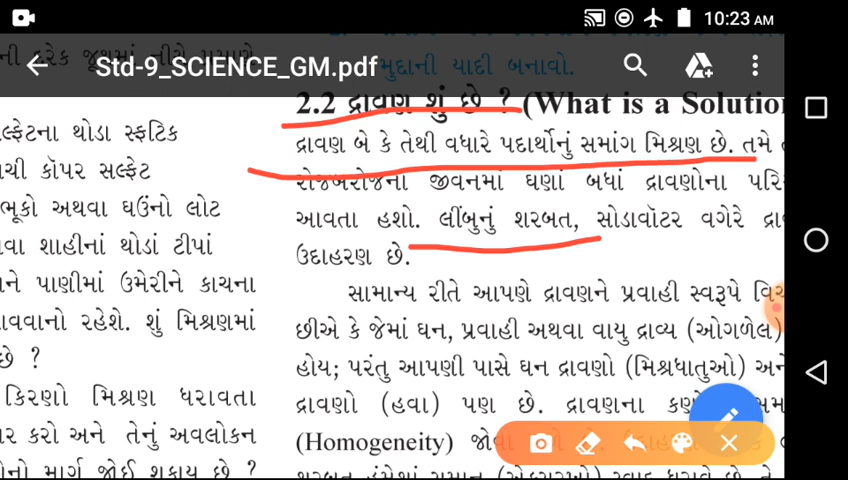 10:23 AM
Std-9_SCIENCE_GM.pdf
મુદ્દાની યાદી બનાવો.
લ્ફેટના થોડા સ્ફટિક
ચી કૉપર સલ્ફેટ
ભૂકો અથવા ઘઉંનો લોટ
વા શાહીનાં થોડાં ટીપાં
ને પાણીમાં ઉમેરીને કાચના
વવાનો રહેશે. શું મિશ્રણમાં
છે ?
કિરણો મિશ્રણ ધરાવતા
ાર કરો અને તેનું અવલોકન
ોનો માર્ગ જોઈ શકાય છે ?
2.2 દ્રાવણ શું છે ? (What is a Solution
દ્રાવણ બે કે તેથી વધારે પદાર્થોનું સમાંગ મિશ્રણ છે. તમે
રોજબરોજના જીવનમાં ઘણાં બધાં દ્રાવણોના પરિ
આવતા હશો. લીંબુનું શરબત, સોડાવૉટર વગેરે દ્રા
ઉદાહરણ છે.
સામાન્ય રીતે આપણે દ્રાવણને પ્રવાહી સ્વરૂપે વિચ
છીએ કે જેમાં ઘન, પ્રવાહી અથવા વાયુ દ્રાવ્ય (ઓગળેલ)
હોય; પરંતુ આપણી પાસે ઘન દ્રાવણો (મિશ્રધાતુઓ) અને
દ્રાવણો (હવા) પણ છે. દ્રાવણના
(Homogeneity)